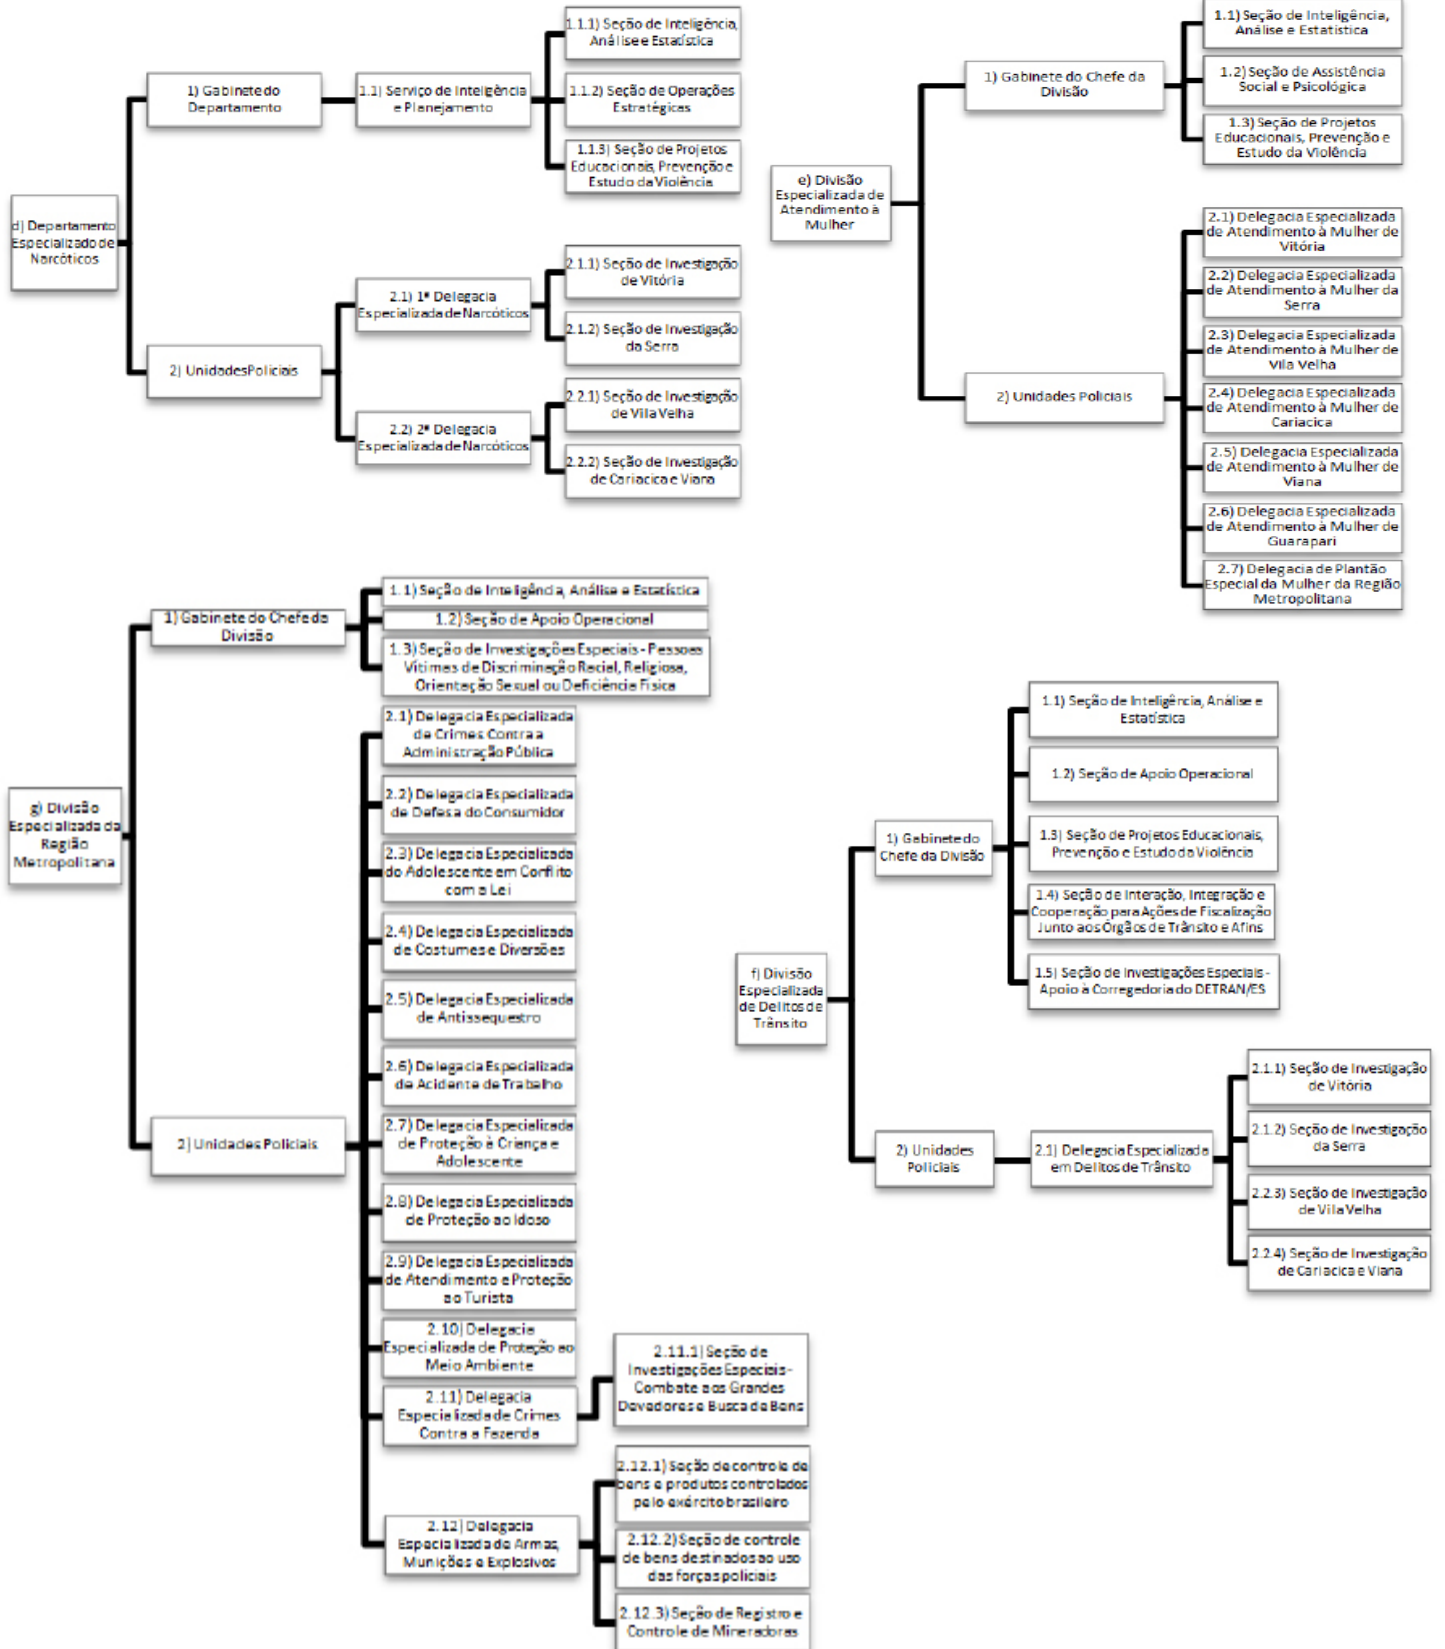 d) Departamento
Especializado de
Narcóticos
1) Gabinete do
Departamento
1.1) Serviço de Inteligência
e Planejamento
1.1.1) Seção de Inteligência,
Análise e Estatística
1.1.2) Seção de Operações
Estratégicas
1.1.3) Seção de Projetos
Educacionais, Prevenção e
Estudo da Violência
2) Unidades Policiais
2.1) 1ª Delegacia
Especializada de Narcóticos
2.1.1) Seção de Investigação
de Vitória
2.1.2) Seção de Investigação
da Serra
2.2) 2ª Delegacia
Especializada de Narcóticos
2.2.1) Seção de Investigação
de Vila Velha
2.2.2) Seção de Investigação
de Cariacica e Viana
e) Divisão
Especializada de
Atendimento à
Mulher
1) Gabinete do Chefe da
Divisão
1.1) Seção de Inteligência,
Análise e Estatística
1.2) Seção de Assistência
Social e Psicológica
1.3) Seção de Projetos
Educacionais, Prevenção e
Estudo da Violência
2) Unidades Policiais
2.1) Delegacia Especializada
de Atendimento à Mulher de
Vitória
2.2) Delegacia Especializada
de Atendimento à Mulher da
Serra
2.3) Delegacia Especializada
de Atendimento à Mulher de
Vila Velha
2.4) Delegacia Especializada
de Atendimento à Mulher de
Cariacica
2.5) Delegacia Especializada
de Atendimento à Mulher de
Viana
2.6) Delegacia Especializada
de Atendimento à Mulher de
Guarapari
2.7) Delegacia de Plantão
Especial da Mulher da Região
Metropolitana
g) Divisão
Especializada da
Região
Metropolitana
1) Gabinete do Chefe da
Divisão
1.1) Seção de Inteligência, Análise e Estatística
1.2) Seção de Apoio Operacional
1.3) Seção de Investigações Especiais - Pessoas
Vítimas de Discriminação Racial, Religiosa,
Orientação Sexual ou Deficiência Física
2) Unidades Policiais
2.1) Delegacia Especializada
de Crimes Contra a
Administração Pública
2.2) Delegacia Especializada
de Defesa do Consumidor
2.3) Delegacia Especializada
do Adolescente em Conflito
com a Lei
2.4) Delegacia Especializada
de Costumes e Diversões
2.5) Delegacia Especializada
de Antissequestro
2.6) Delegacia Especializada
de Acidente de Trabalho
2.7) Delegacia Especializada
de Proteção à Criança e
Adolescente
2.8) Delegacia Especializada
de Proteção ao Idoso
2.9) Delegacia Especializada
de Atendimento e Proteção
ao Turista
2.10) Delegacia
Especializada de Proteção ao
Meio Ambiente
2.11) Delegacia
Especializada de Crimes
Contra a Fazenda
2.11.1) Seção de
Investigações Especiais -
Combate aos Grandes
Devedores e Busca de Bens
2.12) Delegacia
Especializada de Armas,
Munições e Explosivos
2.12.1) Seção de controle de
bens e produtos controlados
pelo exército brasileiro
2.12.2) Seção de controle
de bens destinados ao uso
das forças policiais
2.12.3) Seção de Registro e
Controle de Mineradoras
f) Divisão
Especializada
de Delitos de
Trânsito
1) Gabinete do
Chefe da Divisão
1.1) Seção de Inteligência, Análise e
Estatística
1.2) Seção de Apoio Operacional
1.3) Seção de Projetos Educacionais,
Prevenção e Estudo da Violência
1.4) Seção de Interação, Integração e
Cooperação para Ações de Fiscalização
Junto aos Órgãos de Trânsito e Afins
1.5) Seção de Investigações Especiais -
Apoio à Corregedoria do DETRAN/ES
2) Unidades
Policiais
2.1) Delegacia Especializada
em Delitos de Trânsito
2.1.1) Seção de Investigação
de Vitória
2.1.2) Seção de Investigação
da Serra
2.2.3) Seção de Investigação
de Vila Velha
2.2.4) Seção de Investigação
de Cariacica e Viana